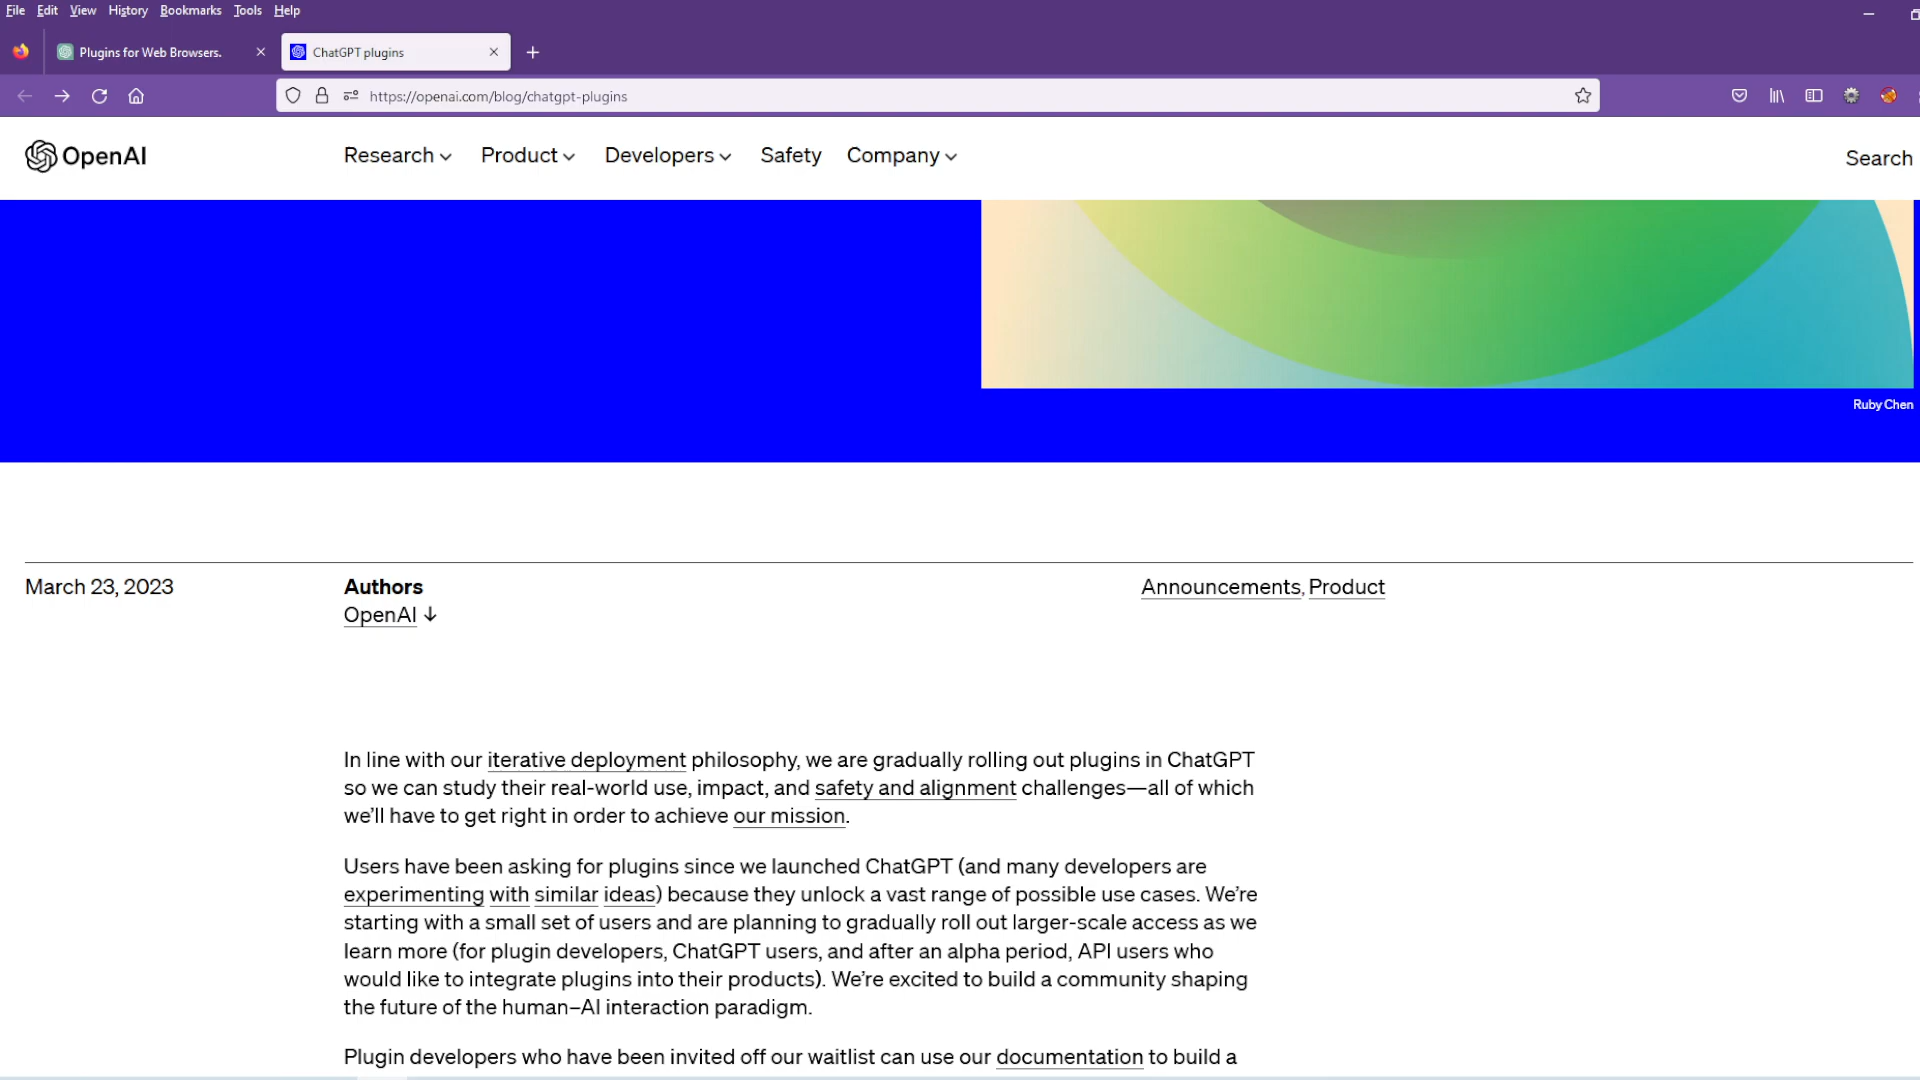 File Edit View History Bookmarks Tools Help
Plugins for Web Browsers.
ChatGPT plugins
https://openai.com/blog/chatgpt-plugins
OpenAI
Research
Product
Developers
Safety
Company
Search
Ruby Chen
March 23, 2023
Authors
OpenAI ↓
Announcements, Product
In line with our iterative deployment philosophy, we are gradually rolling out plugins in ChatGPT
so we can study their real-world use, impact, and safety and alignment challenges—all of which
we’ll have to get right in order to achieve our mission.
Users have been asking for plugins since we launched ChatGPT (and many developers are
experimenting with similar ideas) because they unlock a vast range of possible use cases. We’re
starting with a small set of users and are planning to gradually roll out larger-scale access as we
learn more (for plugin developers, ChatGPT users, and after an alpha period, API users who
would like to integrate plugins into their products). We’re excited to build a community shaping
the future of the human–AI interaction paradigm.
Plugin developers who have been invited off our waitlist can use our documentation to build a